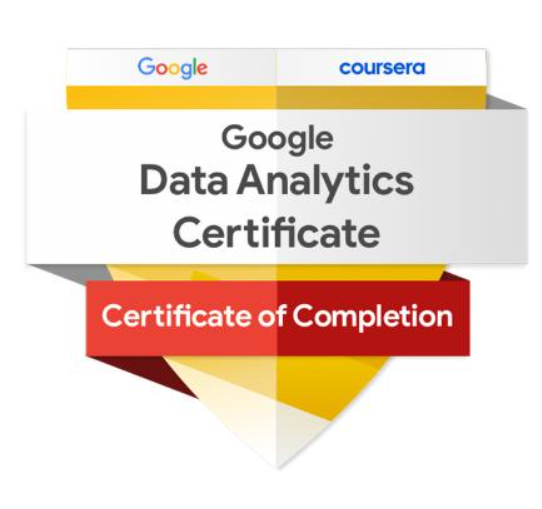 Google coursera
Google
Data Analytics
Certificate
Certificate of Completion